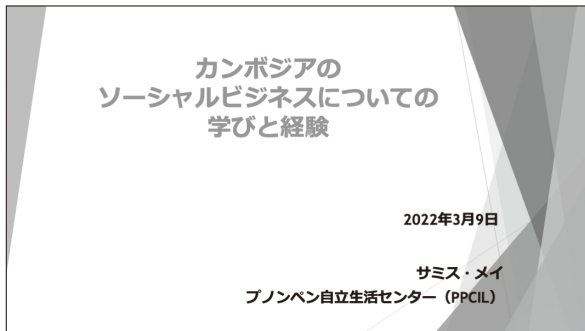 カンボジアの
ソーシャルビジネスについての
学びと経験
2022年3月9日
サミス・メイ
プノンペン自立生活センター（PPCIL）